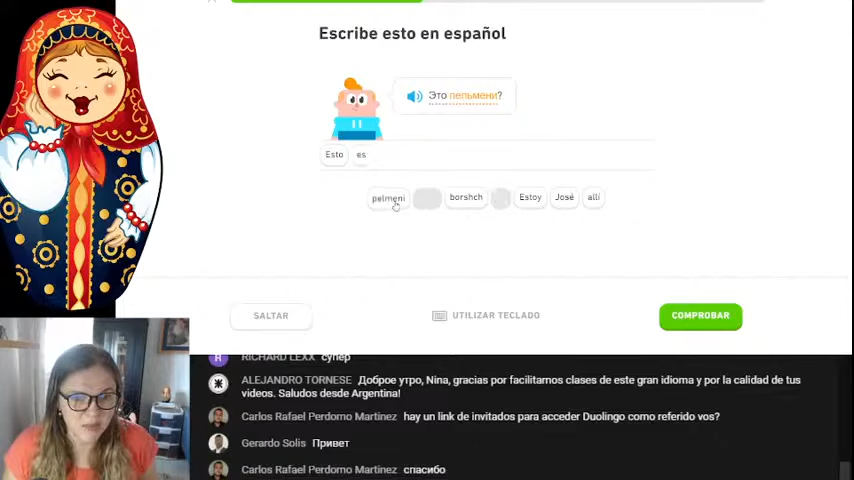 Escribe esto en español
Это пельмени?
Esto es
pelmeni borshch Estoy José allí
SALTAR UTILIZAR TECLADO COMPROBAR
R RICHARD LEXX супер
ALEJANDRO TORNESE Доброе утро, Nina, gracias por facilitarnos clases de este gran idioma y por la calidad de tus
videos. Saludos desde Argentina!
Carlos Rafael Perdomo Martinez hay un link de invitados para acceder Duolingo como referido vos?
Gerardo Solis Привет
Carlos Rafael Perdomo Martinez спасибо